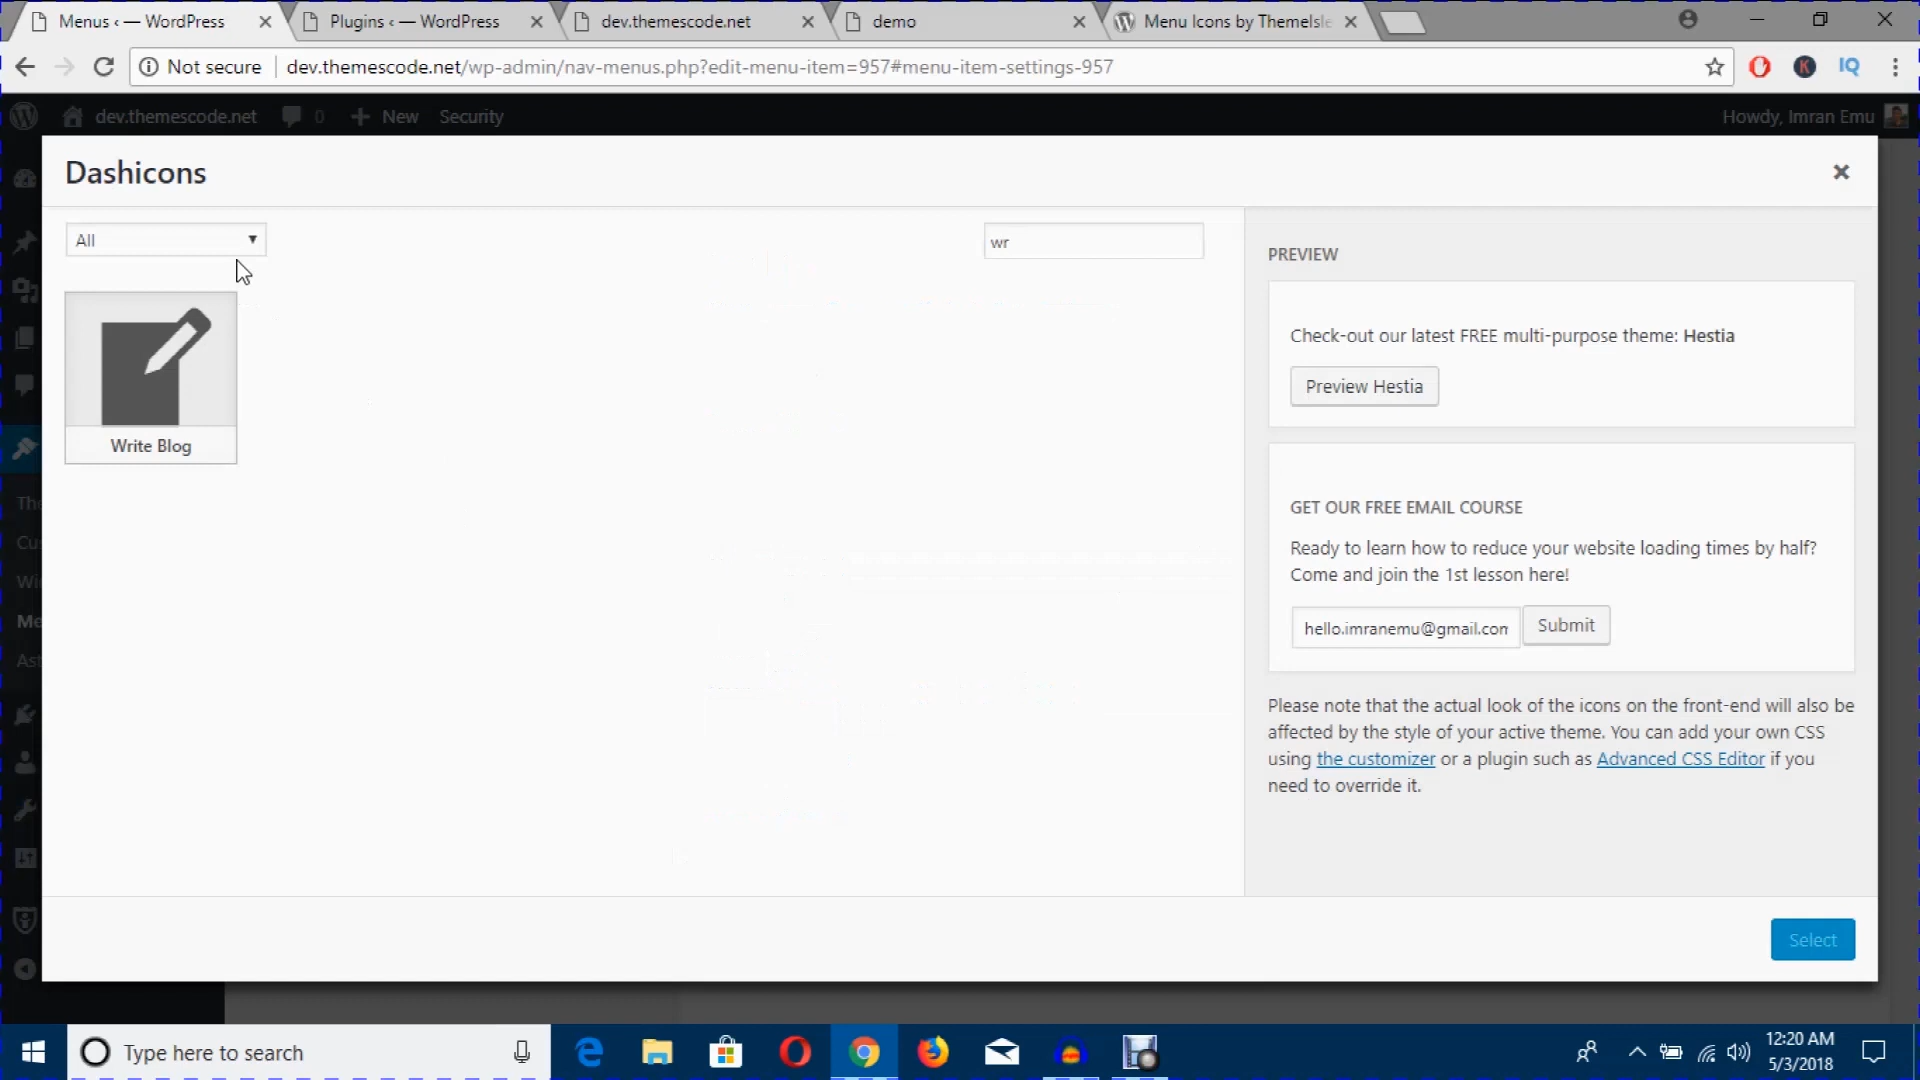 Menus ‹ — WordPress
Plugins ‹ — WordPress
dev.themescode.net
demo
Menu Icons by ThemeIsle
Not secure
dev.themescode.net/wp-admin/nav-menus.php?edit-menu-item=957#menu-item-settings-957
K
IQ
dev.themescode.net
0
New
Security
Howdy, Imran Emu
Dashicons
All
wr
Write Blog
PREVIEW
Check-out our latest FREE multi-purpose theme: Hestia
Preview Hestia
GET OUR FREE EMAIL COURSE
Ready to learn how to reduce your website loading times by half?
Come and join the 1st lesson here!
hello.imranemu@gmail.com
Submit
Please note that the actual look of the icons on the front-end will also be
affected by the style of your active theme. You can add your own CSS
using the customizer or a plugin such as Advanced CSS Editor if you
need to override it.
The
Cus
Wi
Me
Ast
Select
Type here to search
12:20 AM
5/3/2018